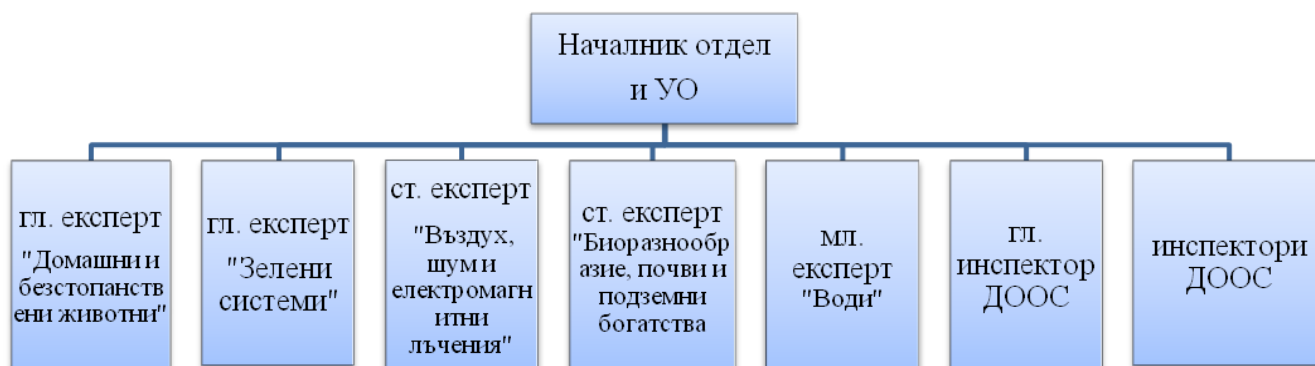 Началник отдел
и УО
гл. експерт
"Домашни и
безстопанств
ени животни"
гл. експерт
"Зелени
системи"
ст. експерт
"Въздух,
шум и
електромагн
итни
лъчения"
ст. експерт
"Биоразнообр
азие, почви и
подземни
богатства
мл.
експерт
"Води"
гл.
инспектор
ДООС
инспектори
ДООС